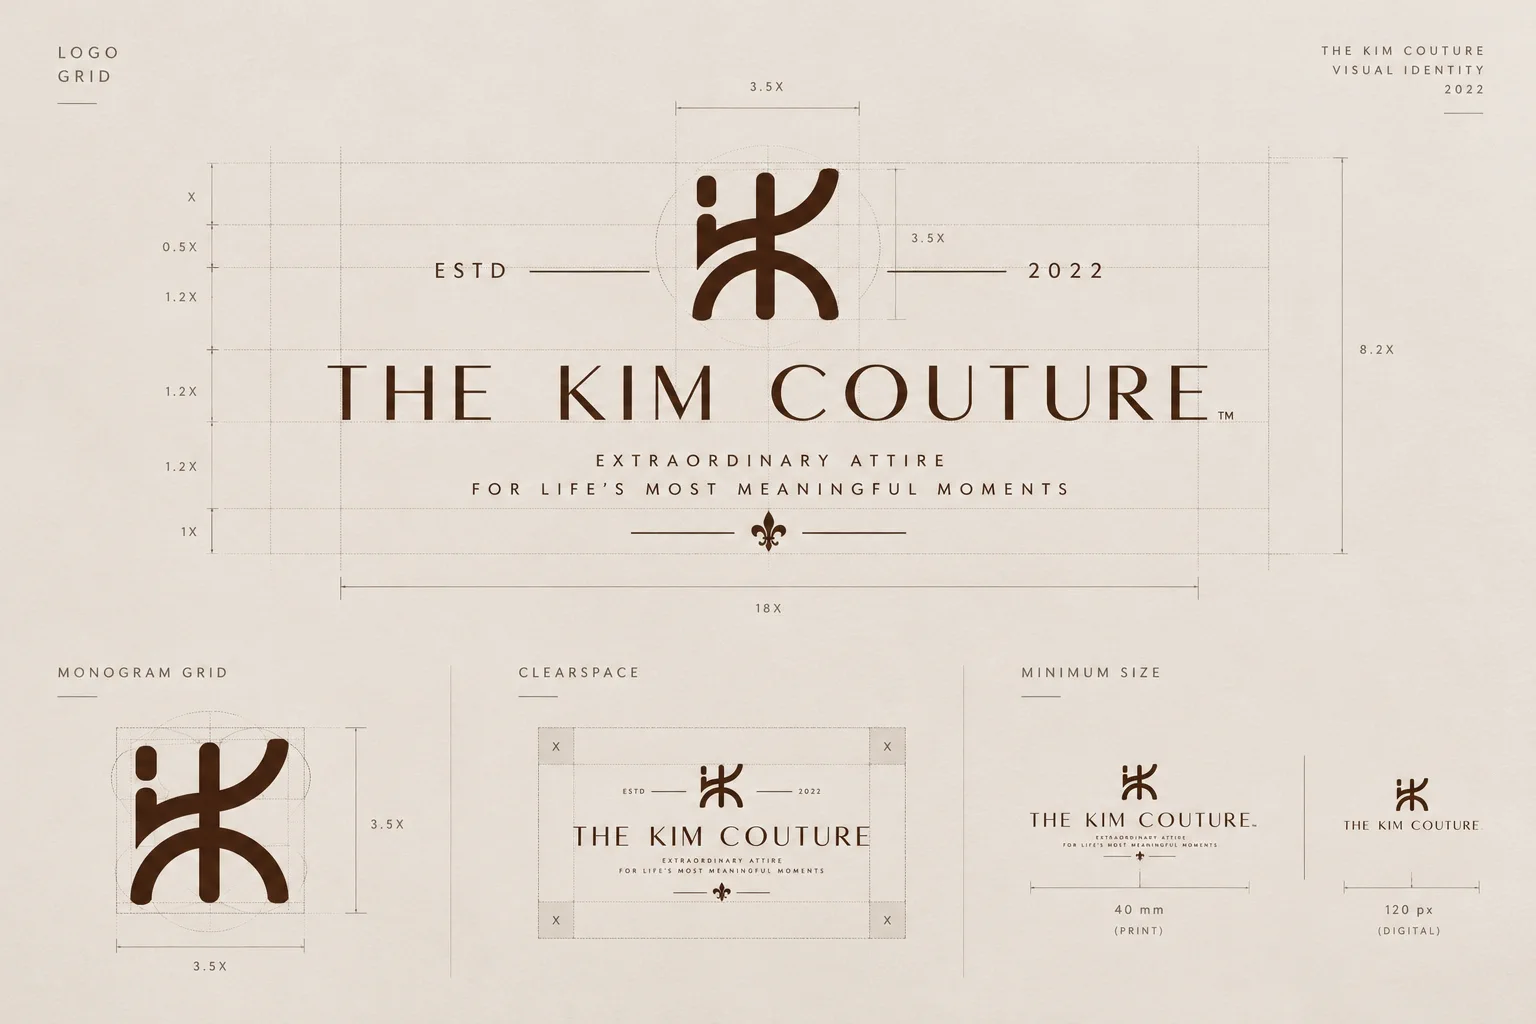 LOGO
GRID
THE KIM COUTURE
VISUAL IDENTITY
2022
3.5X
X
0.5X
1.2X
1.2X
1.2X
1X
3.5X
8.2X
ESTD
2022
THE KIM COUTURE™
EXTRAORDINARY ATTIRE
FOR LIFE’S MOST MEANINGFUL MOMENTS
18X
MONOGRAM GRID
3.5X
3.5X
CLEARSPACE
X
X
ESTD
2022
THE KIM COUTURE
EXTRAORDINARY ATTIRE
FOR LIFE'S MOST MEANINGFUL MOMENTS
X
X
MINIMUM SIZE
THE KIM COUTURE™
EXTRAORDINARY ATTIRE
FOR LIFE'S MOST MEANINGFUL MOMENTS
40 mm
(PRINT)
THE KIM COUTURE
120 px
(DIGITAL)